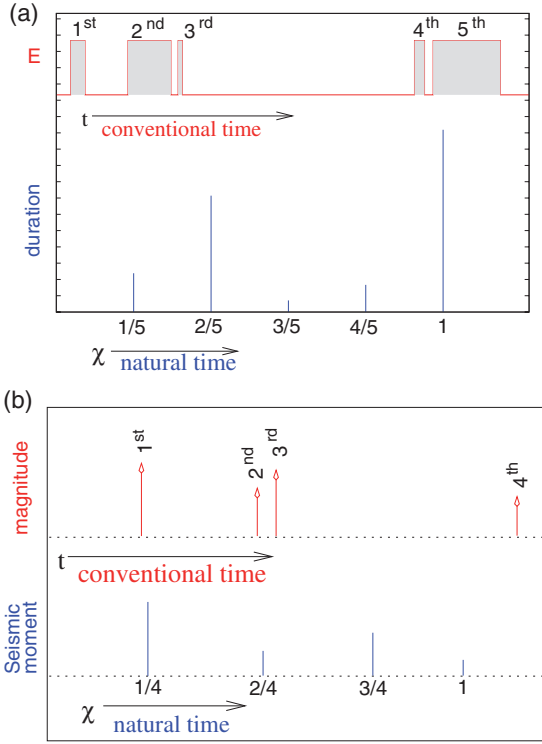 (a)
1st 2nd 3rd 4th 5th
E
t conventional time
duration
1/5 2/5 3/5 4/5 1
χ natural time
(b)
1st 2nd 3rd 4th
magnitude
t conventional time
Seismic
moment
1/4 2/4 3/4 1
χ natural time